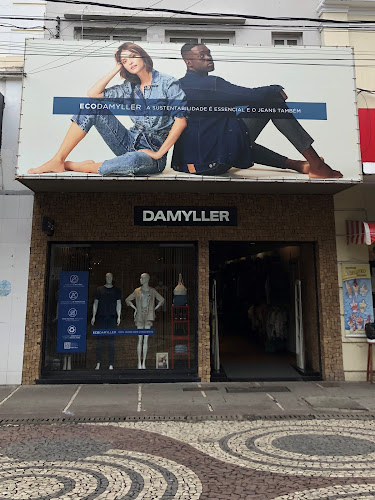 ECODAMYLLER A SUSTENTABILIDADE É ESSENCIAL E O JEANS TAMBÉM
DAMYLLER
ECODAMYLLER